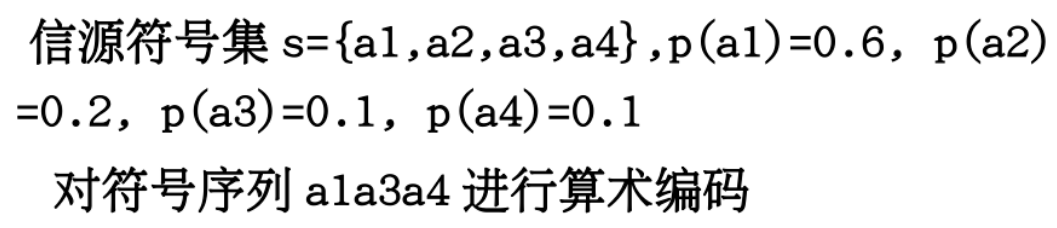 信源符号集 s={a1,a2,a3,a4},p(a1)=0.6, p(a2)
=0.2, p(a3)=0.1, p(a4)=0.1
对符号序列 a1a3a4 进行算术编码